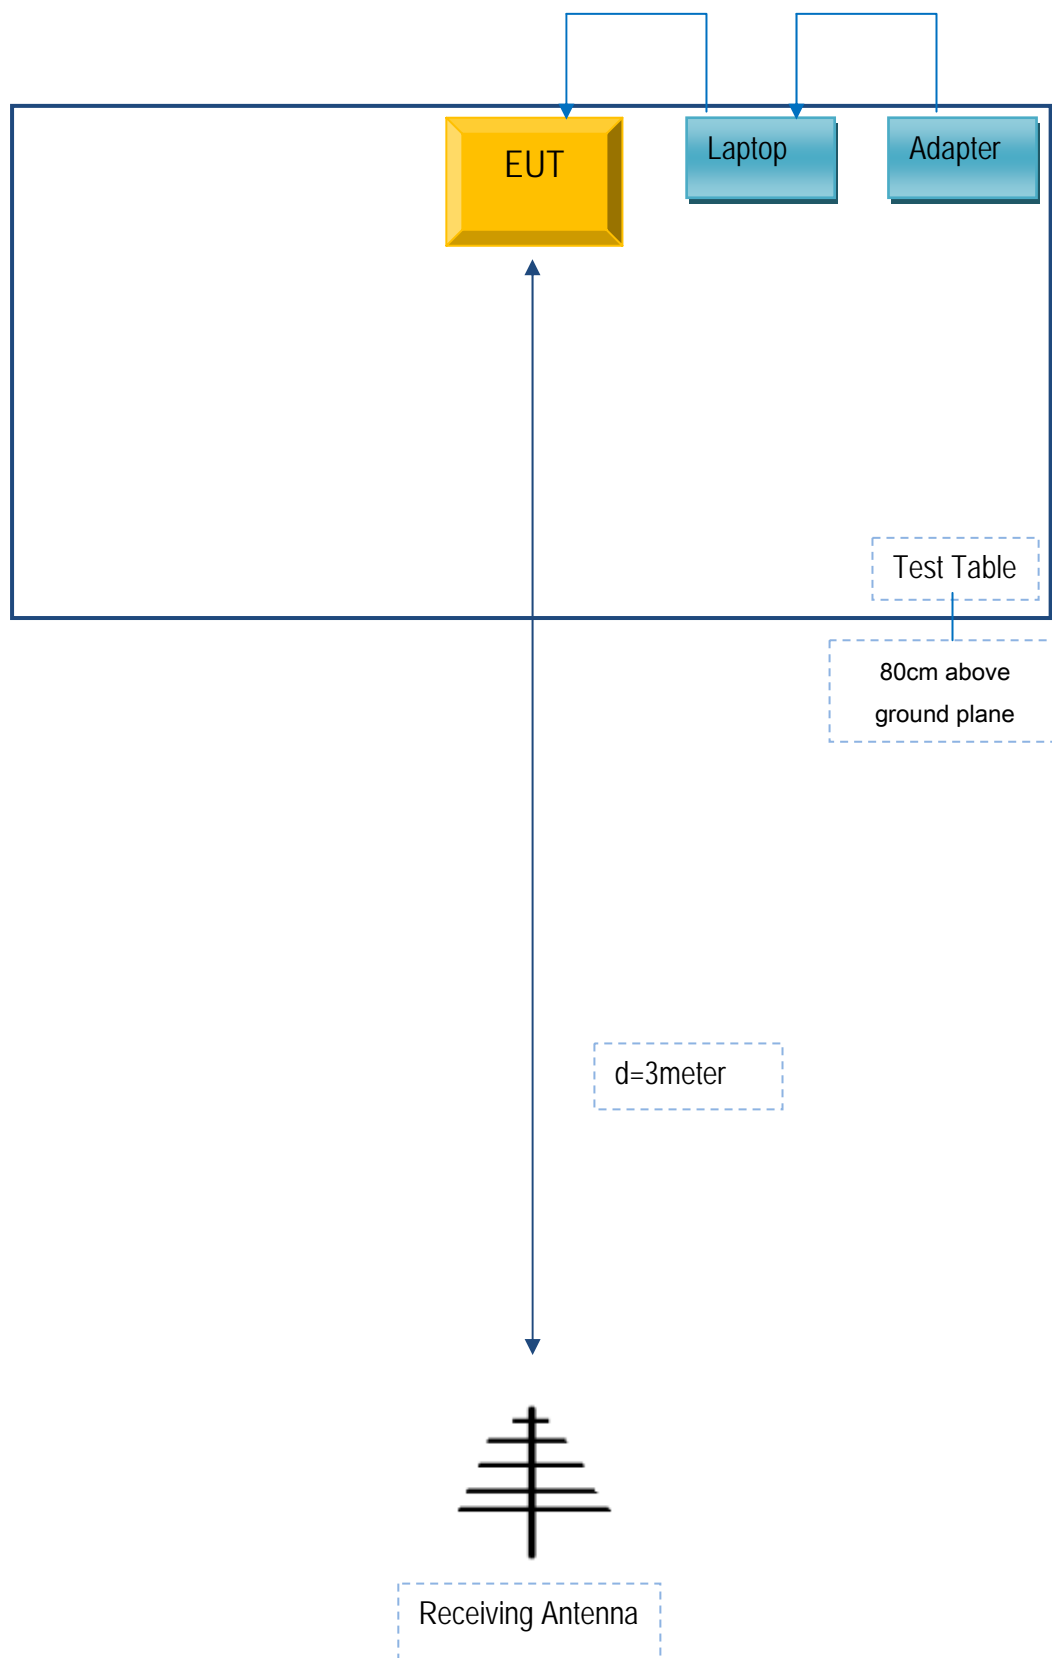 EUT
Laptop
Adapter
Test Table
80cm above
ground plane
d=3meter
Receiving Antenna